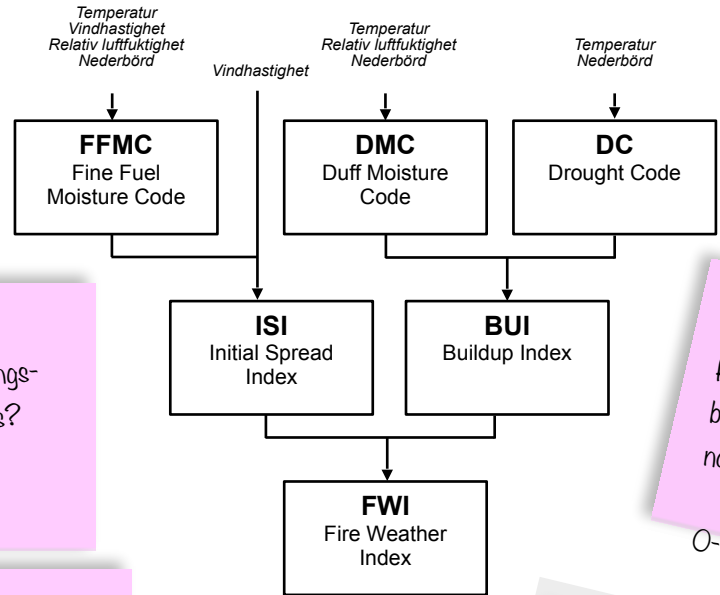 Temperatur
Vindhastighet
Relativ luftfuktighet
Nederbörd
Vindhastighet
Temperatur
Relativ luftfuktighet
Nederbörd
Temperatur
Nederbörd
FFMC
Fine Fuel
Moisture Code
DMC
Duff Moisture
Code
DC
Drought Code
ISI
Initial Spread
Index
BUI
Buildup Index
FWI
Fire Weather
Index